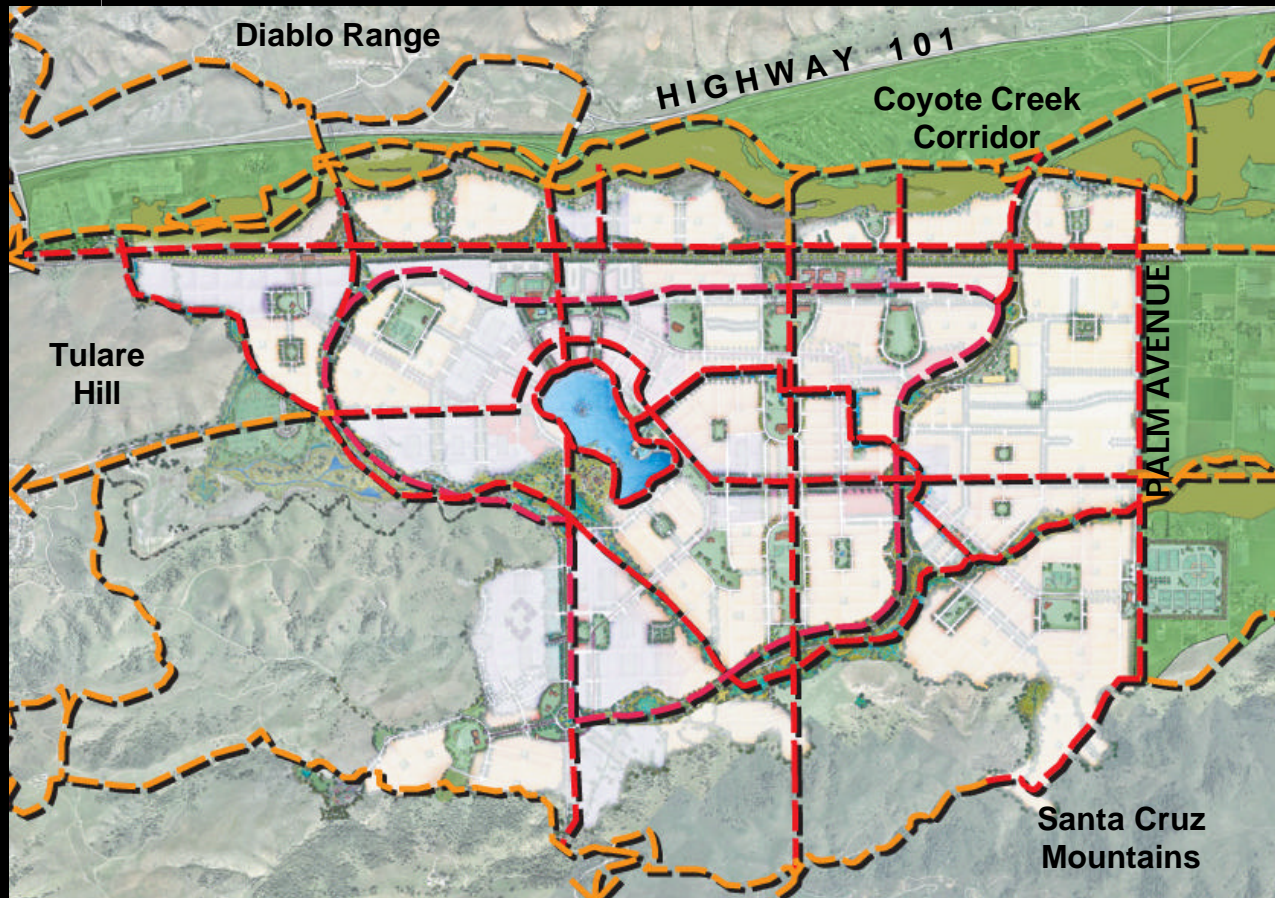 Diablo Range
HIGHWAY 101
Coyote Creek
Corridor
Tulare
Hill
PALM AVENUE
Santa Cruz
Mountains